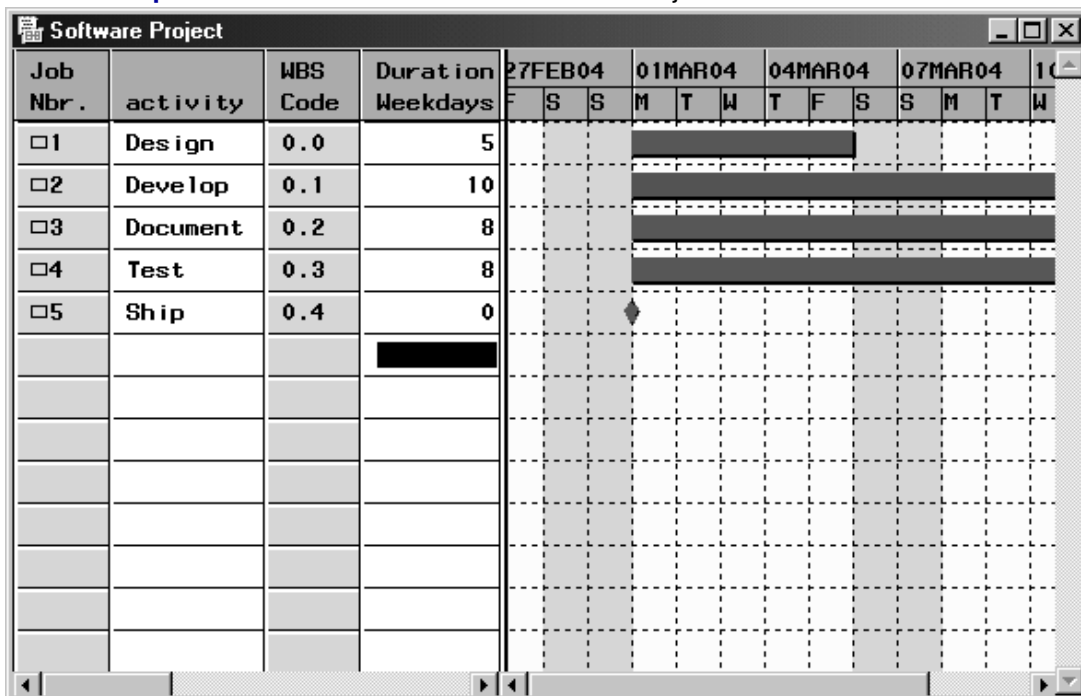 Software Project
Job Nbr. activity WBS Code Duration Weekdays
27FEB04 01MAR04 04MAR04 07MAR04
F S S M T W T F S S M T W
1 Design 0.0 5
2 Develop 0.1 10
3 Document 0.2 8
4 Test 0.3 8
5 Ship 0.4 0